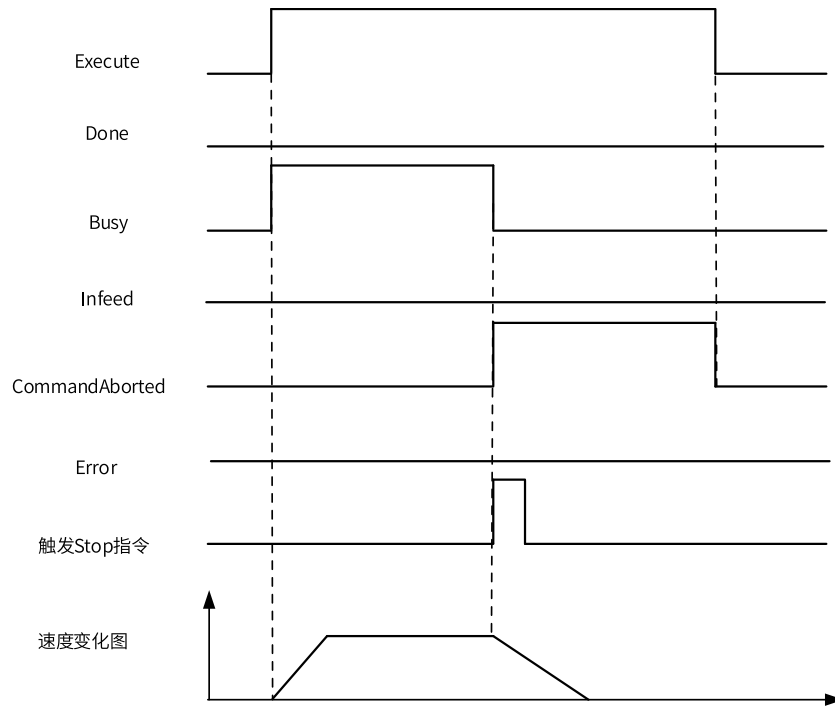 Execute
Done
Busy
Infeed
CommandAborted
Error
触发Stop指令
速度变化图